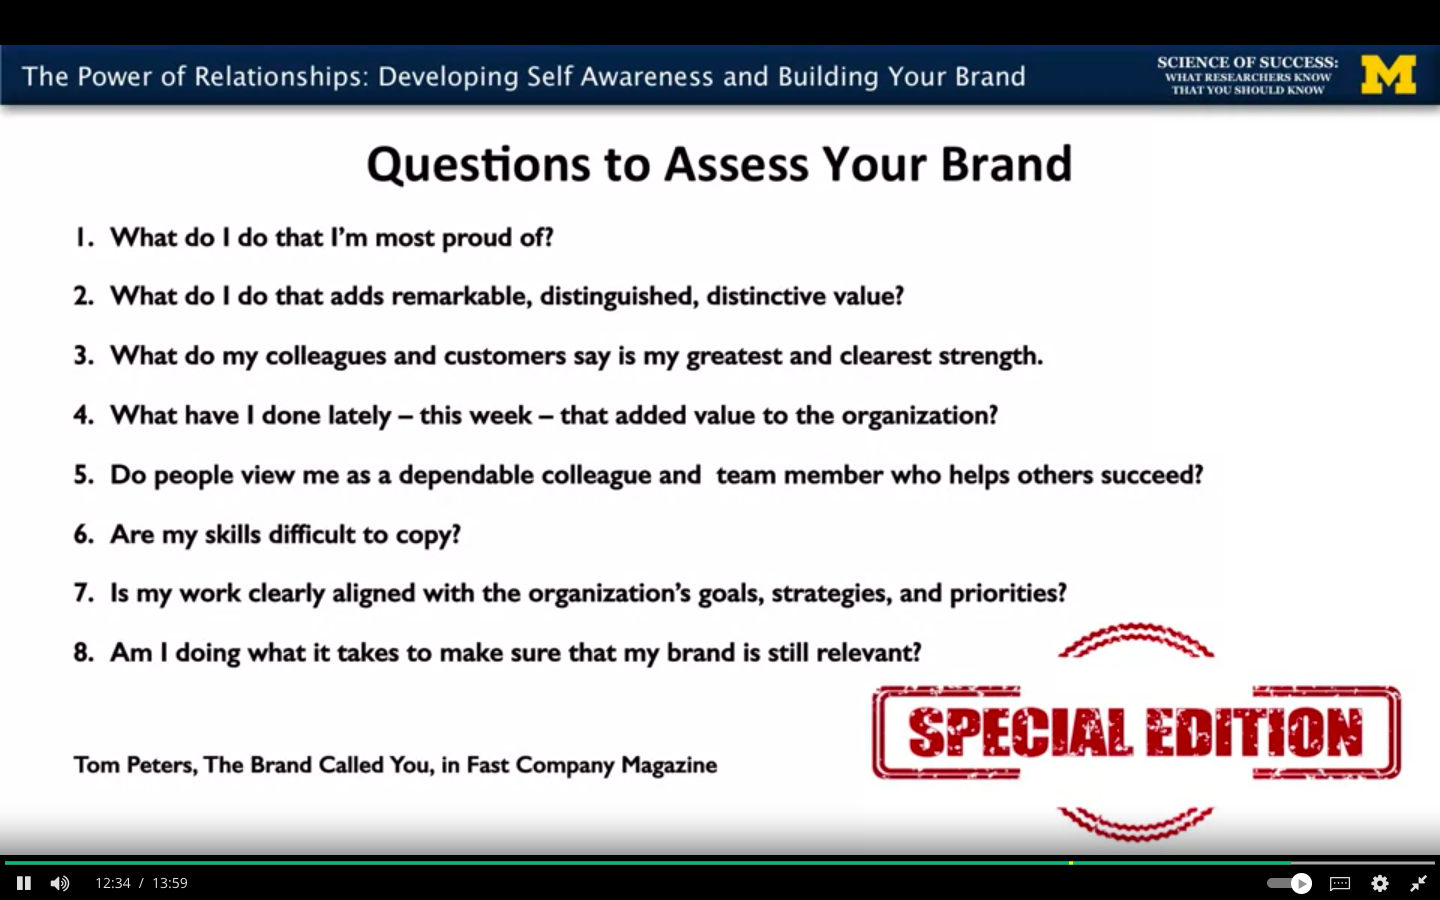 The Power of Relationships: Developing Self Awareness and Building Your Brand
SCIENCE OF SUCCESS:
WHAT RESEARCHERS KNOW
THAT YOU SHOULD KNOW
M
Questions to Assess Your Brand
1. What do I do that I’m most proud of?
2. What do I do that adds remarkable, distinguished, distinctive value?
3. What do my colleagues and customers say is my greatest and clearest strength.
4. What have I done lately – this week – that added value to the organization?
5. Do people view me as a dependable colleague and  team member who helps others succeed?
6. Are my skills difficult to copy?
7. Is my work clearly aligned with the organization’s goals, strategies, and priorities?
8. Am I doing what it takes to make sure that my brand is still relevant?
SPECIAL EDITION
Tom Peters, The Brand Called You, in Fast Company Magazine
12:34 / 13:59